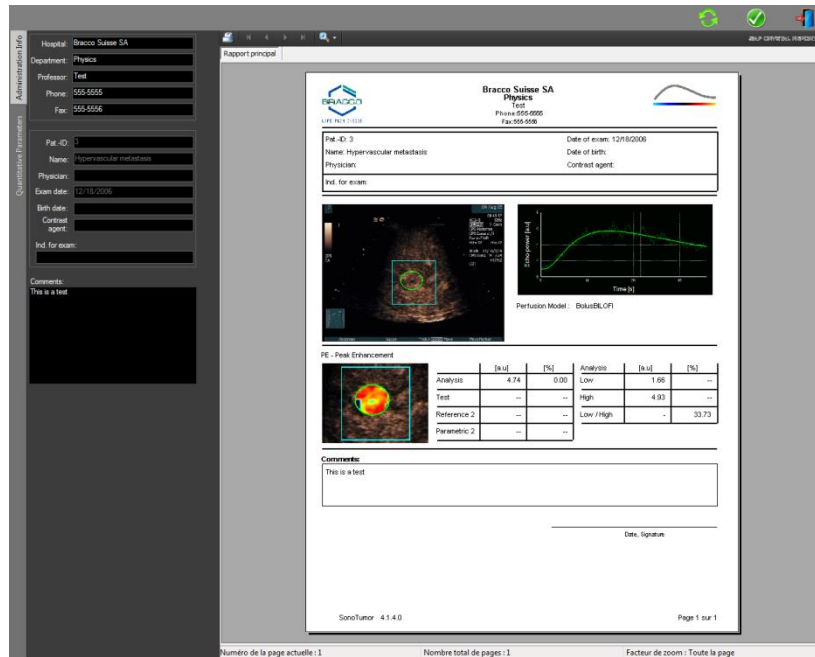 Administration Info
Quantitative Parameters
Hospital: Bracco Suisse SA
Department: Physics
Professor: Test
Phone: 555-5555
Fax: 555-5556
Pat.-ID: 3
Name: Hypervascular metastasis
Physician:
Exam date: 12/18/2006
Birth date:
Contrast
agent:
Ind. for exam:
Comments:
This is a test
Rapport principal
BRACCO
LIFE FROM INSIDE
Bracco Suisse SA
Physics
Test
Phone:555-5555
Fax:555-5556
Pat.-ID: 3
Date of exam: 12/18/2006
Name: Hypervascular metastasis
Date of birth:
Physician:
Contrast agent:
Ind. for exam:
Echo-power [a.u]
Time [s]
Perfusion Model : BolusBILOFI
PE - Peak Enhancement
[a.u] [%] Analysis [a.u] [%]
Analysis 4.74 0.00 Low 1.66 --
Test -- -- High 4.93 --
Reference 2 -- -- Low / High - 33.73
Parametric 2 -- --
Comments:
This is a test
Date, Signature
SonoTumor 4.1.4.0
Page 1 sur 1
Numéro de la page actuelle : 1
Nombre total de pages : 1
Facteur de zoom : Toute la page